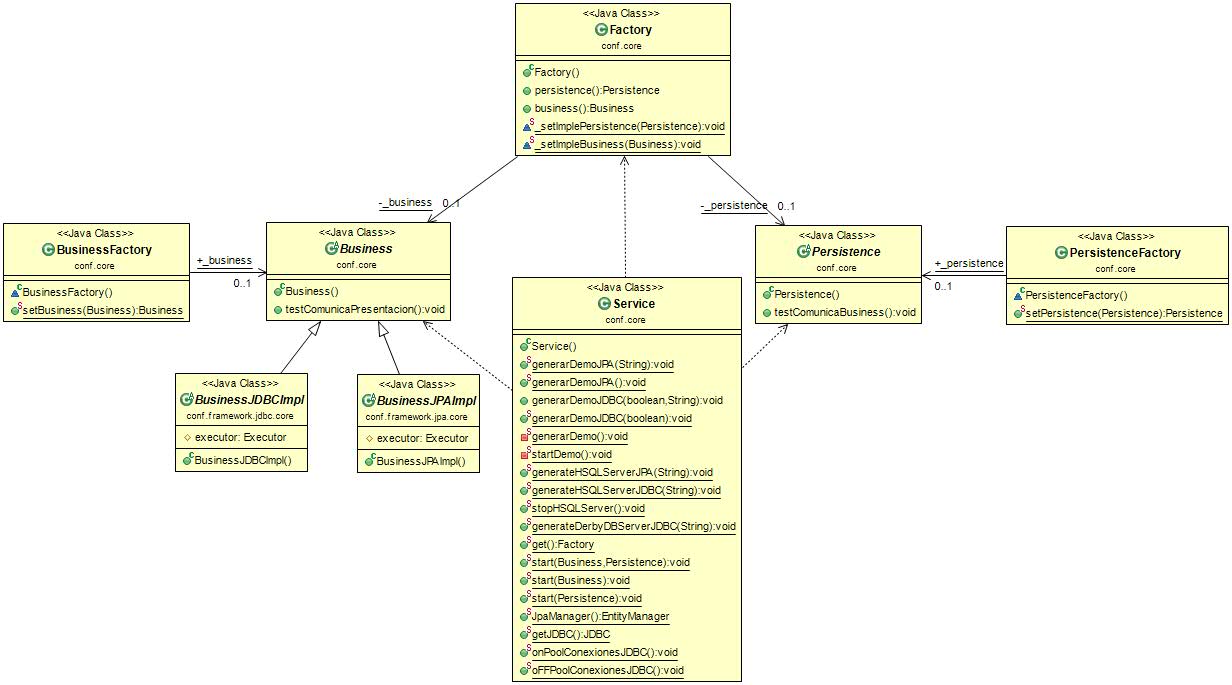 <<Java Class>>
Factory
conf.core
Factory()
persistence():Persistence
business():Business
_setImplePersistence(Persistence):void
_setImpleBusiness(Business):void
-_business
0..1
-_persistence
0..1
<<Java Class>>
BusinessFactory
conf.core
BusinessFactory()
setBusiness(Business):Business
+_business
0..1
<<Java Class>>
Business
conf.core
Business()
testComunicaPresentacion():void
<<Java Class>>
Persistence
conf.core
Persistence()
testComunicaBusiness():void
+_persistence
0..1
<<Java Class>>
PersistenceFactory
conf.core
PersistenceFactory()
setPersistence(Persistence):Persistence
<<Java Class>>
BusinessJDBCImpl
conf.framework.jdbc.core
executor: Executor
BusinessJDBCImpl()
<<Java Class>>
BusinessJPAImpl
conf.framework.jpa.core
executor: Executor
BusinessJPAImpl()
<<Java Class>>
Service
conf.core
Service()
generarDemoJPA(String):void
generarDemoJPA():void
generarDemoJDBC(boolean,String):void
generarDemoJDBC(boolean):void
generarDemo():void
startDemo():void
generateHSQLServerJPA(String):void
generateHSQLServerJDBC(String):void
stopHSQLServer():void
generateDerbyDBServerJDBC(String):void
get():Factory
start(Business,Persistence):void
start(Business):void
start(Persistence):void
JpaManager():EntityManager
getJDBC():JDBC
onPoolConexionesJDBC():void
oFFPoolConexionesJDBC():void